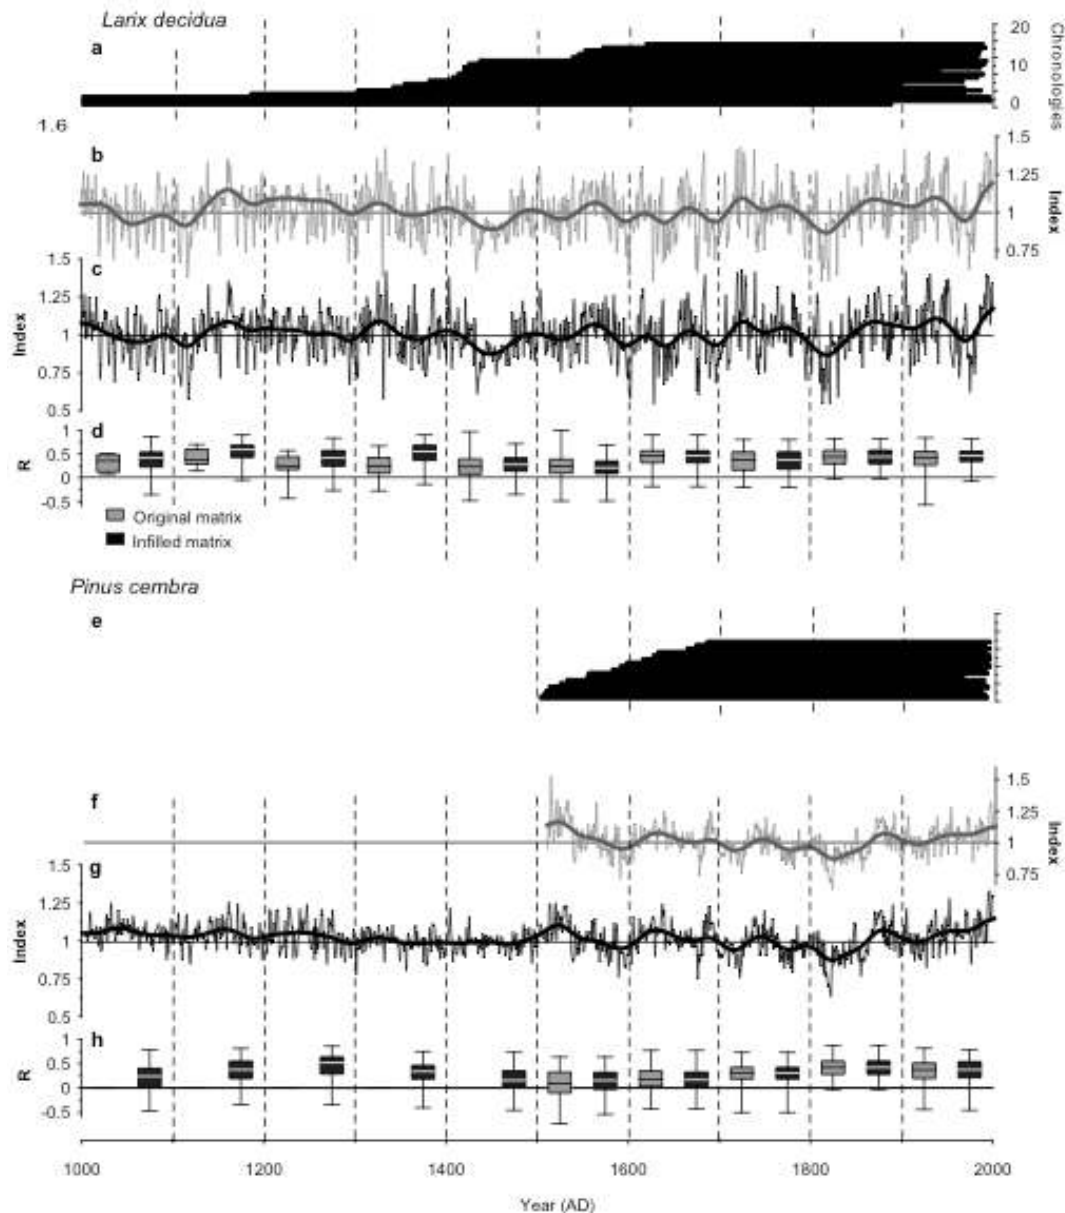 Larix decidua
a
20
10
0
Chronologies
1.6
b
1.5
1.25
1
0.75
Index
c
1.5
1.25
1
0.75
0.5
Index
d
1
0.5
0
-0.5
R
Original matrix
Infilled matrix
Pinus cembra
e
f
1.5
1.25
1
0.75
Index
g
1.5
1.25
1
0.75
0.5
Index
h
1
0.5
0
-0.5
R
1000 1200 1400 1600 1800 2000
Year (AD)